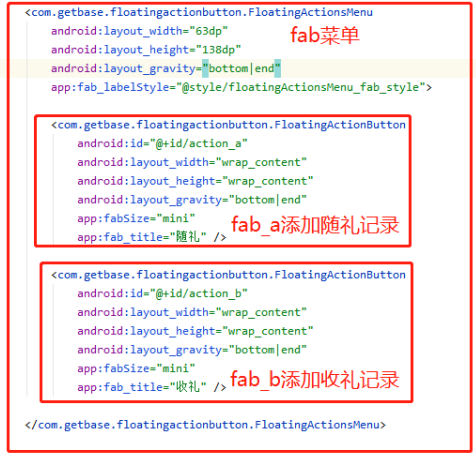 <com.getbase.floatingactionbutton.FloatingActionsMenu
android:layout_width="63dp"
fab菜单
android:layout_height="138dp"
android:layout_gravity="bottom|end"
app:fab_labelStyle="@style/floatingActionsMenu_fab_style">
<com.getbase.floatingactionbutton.FloatingActionButton
android:id="@+id/action_a"
android:layout_width="wrap_content"
android:layout_height="wrap_content"
android:layout_gravity="bottom|end"
app:fabSize="mini"
fab_a添加随礼记录
app:fab_title="随礼" />
<com.getbase.floatingactionbutton.FloatingActionButton
android:id="@+id/action_b"
android:layout_width="wrap_content"
android:layout_height="wrap_content"
android:layout_gravity="bottom|end"
app:fabSize="mini"
fab_b添加收礼记录
app:fab_title="收礼" />
</com.getbase.floatingactionbutton.FloatingActionsMenu>